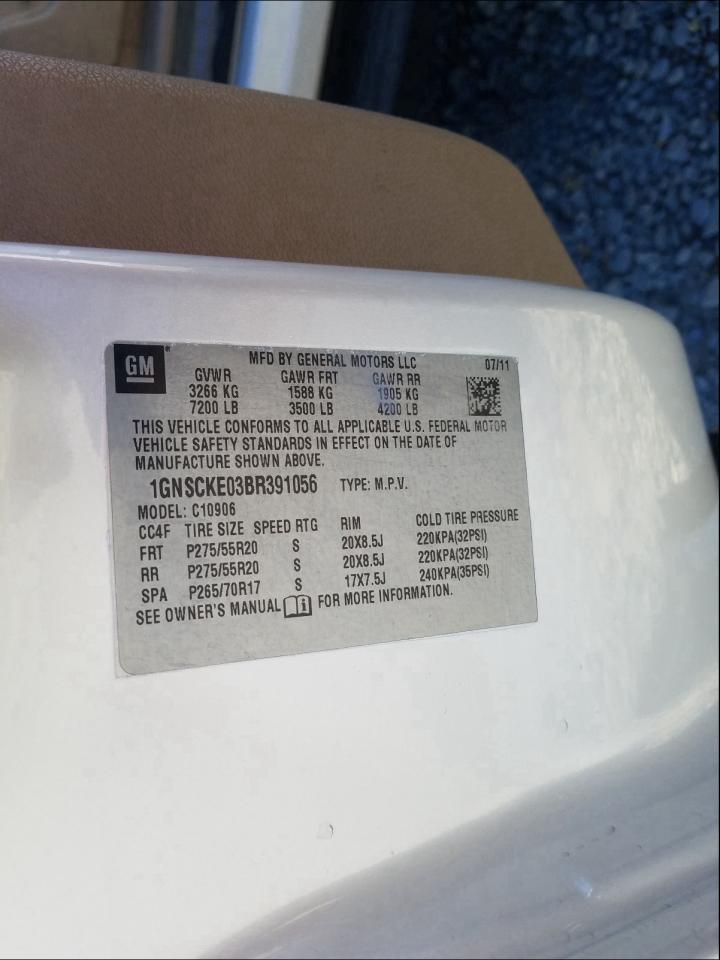 GM
MFD BY GENERAL MOTORS LLC 07/11
GVWR GAWR FRT GAWR RR
3266 KG 1588 KG 1905 KG
7200 LB 3500 LB 4200 LB
THIS VEHICLE CONFORMS TO ALL APPLICABLE U.S. FEDERAL MOTOR
VEHICLE SAFETY STANDARDS IN EFFECT ON THE DATE OF
MANUFACTURE SHOWN ABOVE.
1GNSCKE03BR391056 TYPE: M.P.V.
MODEL: C10906
CC4F TIRE SIZE SPEED RTG RIM COLD TIRE PRESSURE
FRT P275/55R20 S 20X8.5J 220KPA(32PSI)
RR P275/55R20 S 20X8.5J 220KPA(32PSI)
SPA P265/70R17 S 17X7.5J 240KPA(35PSI)
SEE OWNER'S MANUAL FOR MORE INFORMATION.